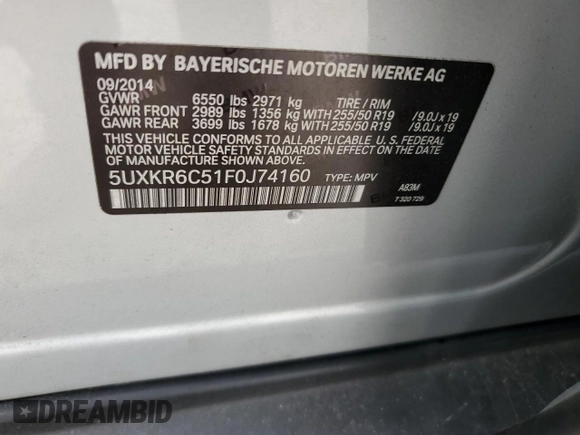 MFD BY BAYERISCHE MOTOREN WERKE AG
09/2014
GVWR 6550 lbs 2971 kg TIRE / RIM
GAWR FRONT 2989 lbs 1356 kg WITH 255/50 R19 /9.0J x 19
GAWR REAR 3699 lbs 1678 kg WITH 255/50 R19 /9.0J x 19
THIS VEHICLE CONFORMS TO ALL APPLICABLE U. S. FEDERAL
MOTOR VEHICLE SAFETY STANDARDS IN EFFECT ON THE DATE OF
MANUFACTURE SHOWN ABOVE.
5UXKR6C51F0J74160 TYPE: MPV A83M
7 320 729
DREAMBID